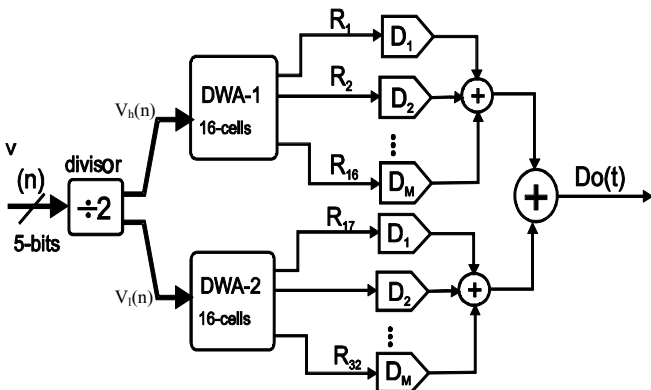 R1
D1
DWA-1
16-cells
R2
D2
+
Vh(n)
R16
DM
v
(n)
5-bits
divisor
÷2
+
Do(t)
R17
D1
DWA-2
16-cells
D2
+
Vl(n)
R32
DM